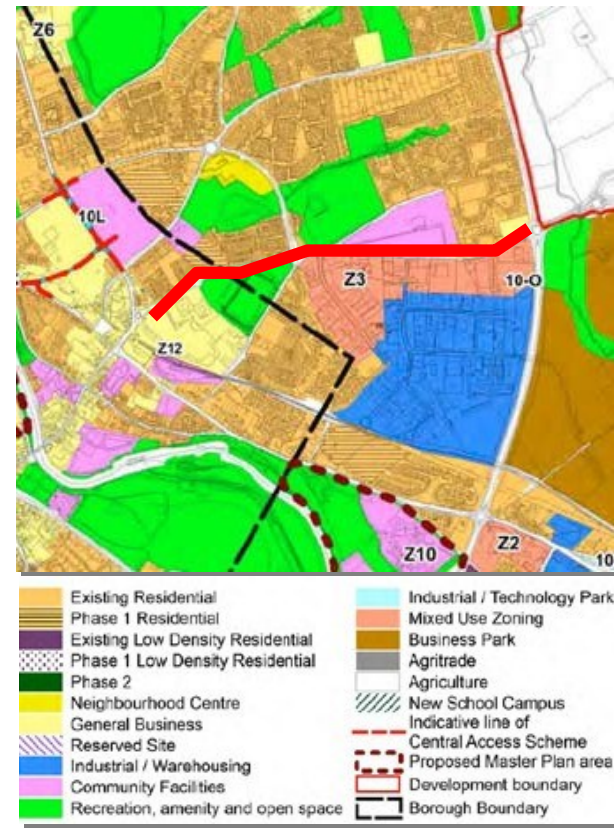 Z6
10L
Z3
10-O
Z12
Z10
Z2
10
Existing Residential
Phase 1 Residential
Existing Low Density Residential
Phase 1 Low Density Residential
Phase 2
Neighbourhood Centre
General Business
Reserved Site
Industrial / Warehousing
Community Facilities
Recreation, amenity and open space
Industrial / Technology Park
Mixed Use Zoning
Business Park
Agritrade
Agriculture
New School Campus
Indicative line of
Central Access Scheme
Proposed Master Plan area
Development boundary
Borough Boundary